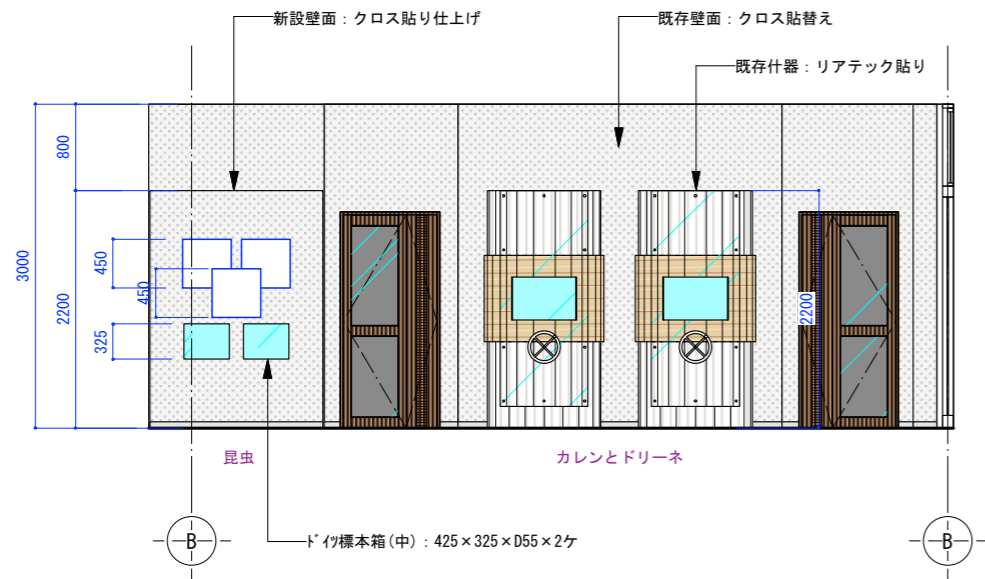 新設壁面：クロス貼り仕上げ
既存壁面：クロス貼替え
既存什器：リアテック貼り
800
3000
2200
450
450
325
2200
昆虫
カレンとドリーネ
B
B
ﾄﾞｲﾂ標本箱(中)：425×325×D55×2ケ